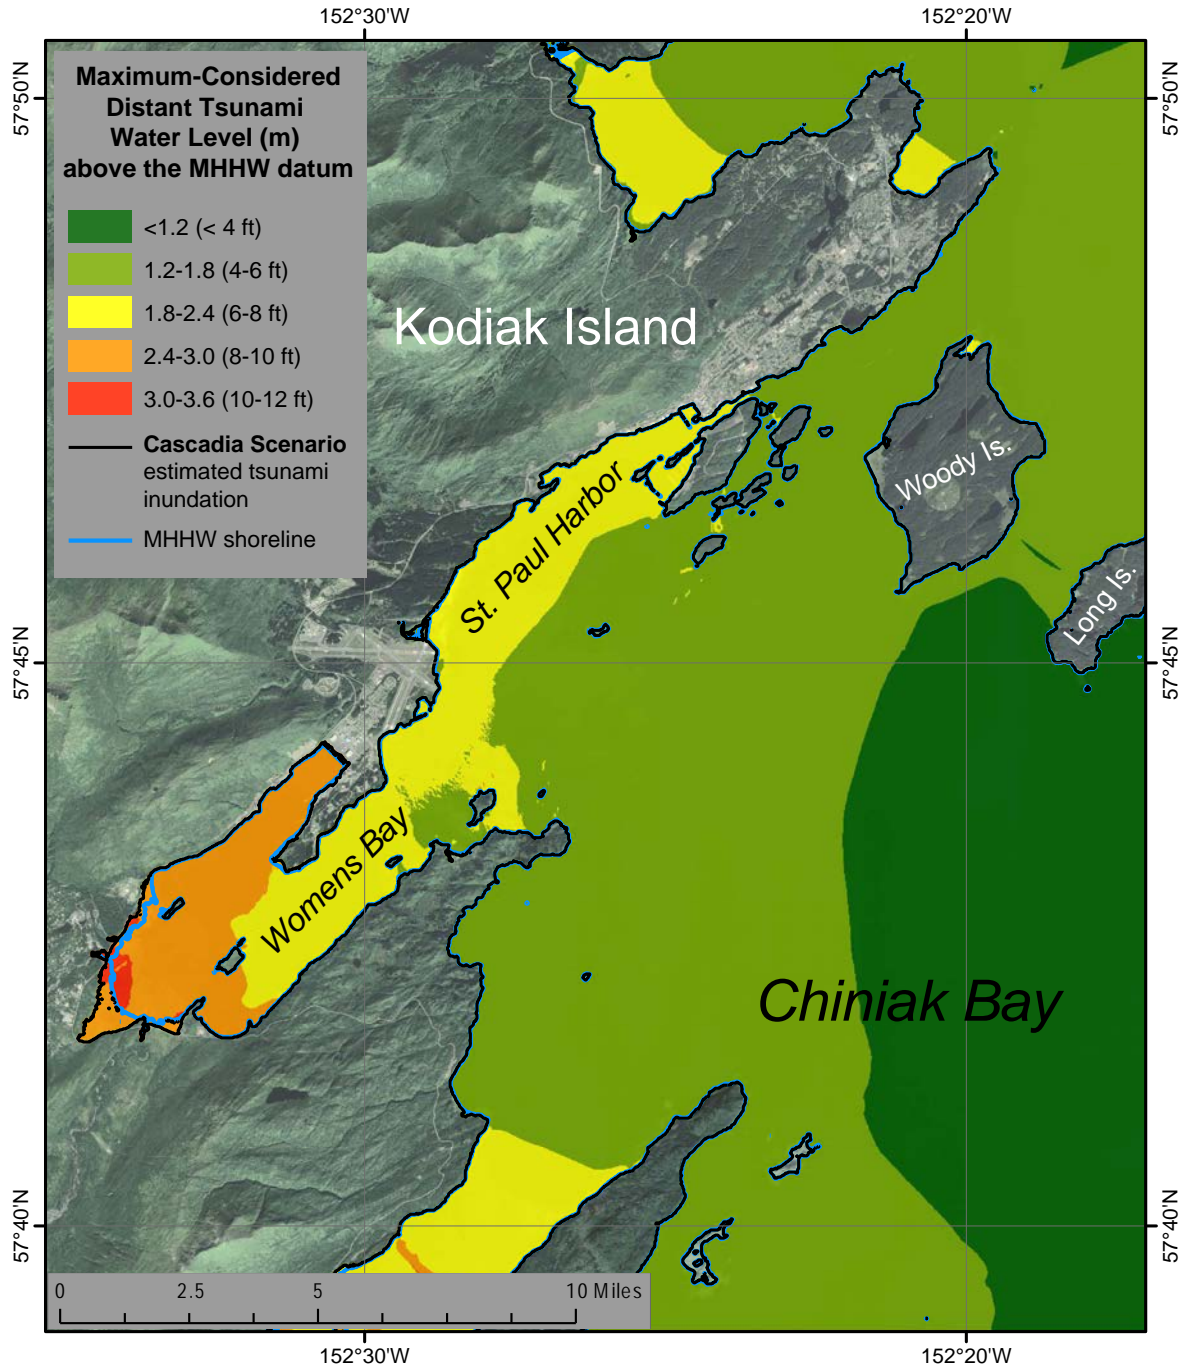 152°30'W
152°20'W
57°50'N
57°50'N
Maximum-Considered
Distant Tsunami
Water Level (m)
above the MHHW datum
<1.2 (< 4 ft)
1.2-1.8 (4-6 ft)
1.8-2.4 (6-8 ft)
2.4-3.0 (8-10 ft)
3.0-3.6 (10-12 ft)
Cascadia Scenario
estimated tsunami
inundation
MHHW shoreline
Kodiak Island
Woody Is.
St. Paul Harbor
Long Is.
57°45'N
57°45'N
Womens Bay
Chiniak Bay
57°40'N
57°40'N
0 2.5 5 10 Miles
152°30'W
152°20'W